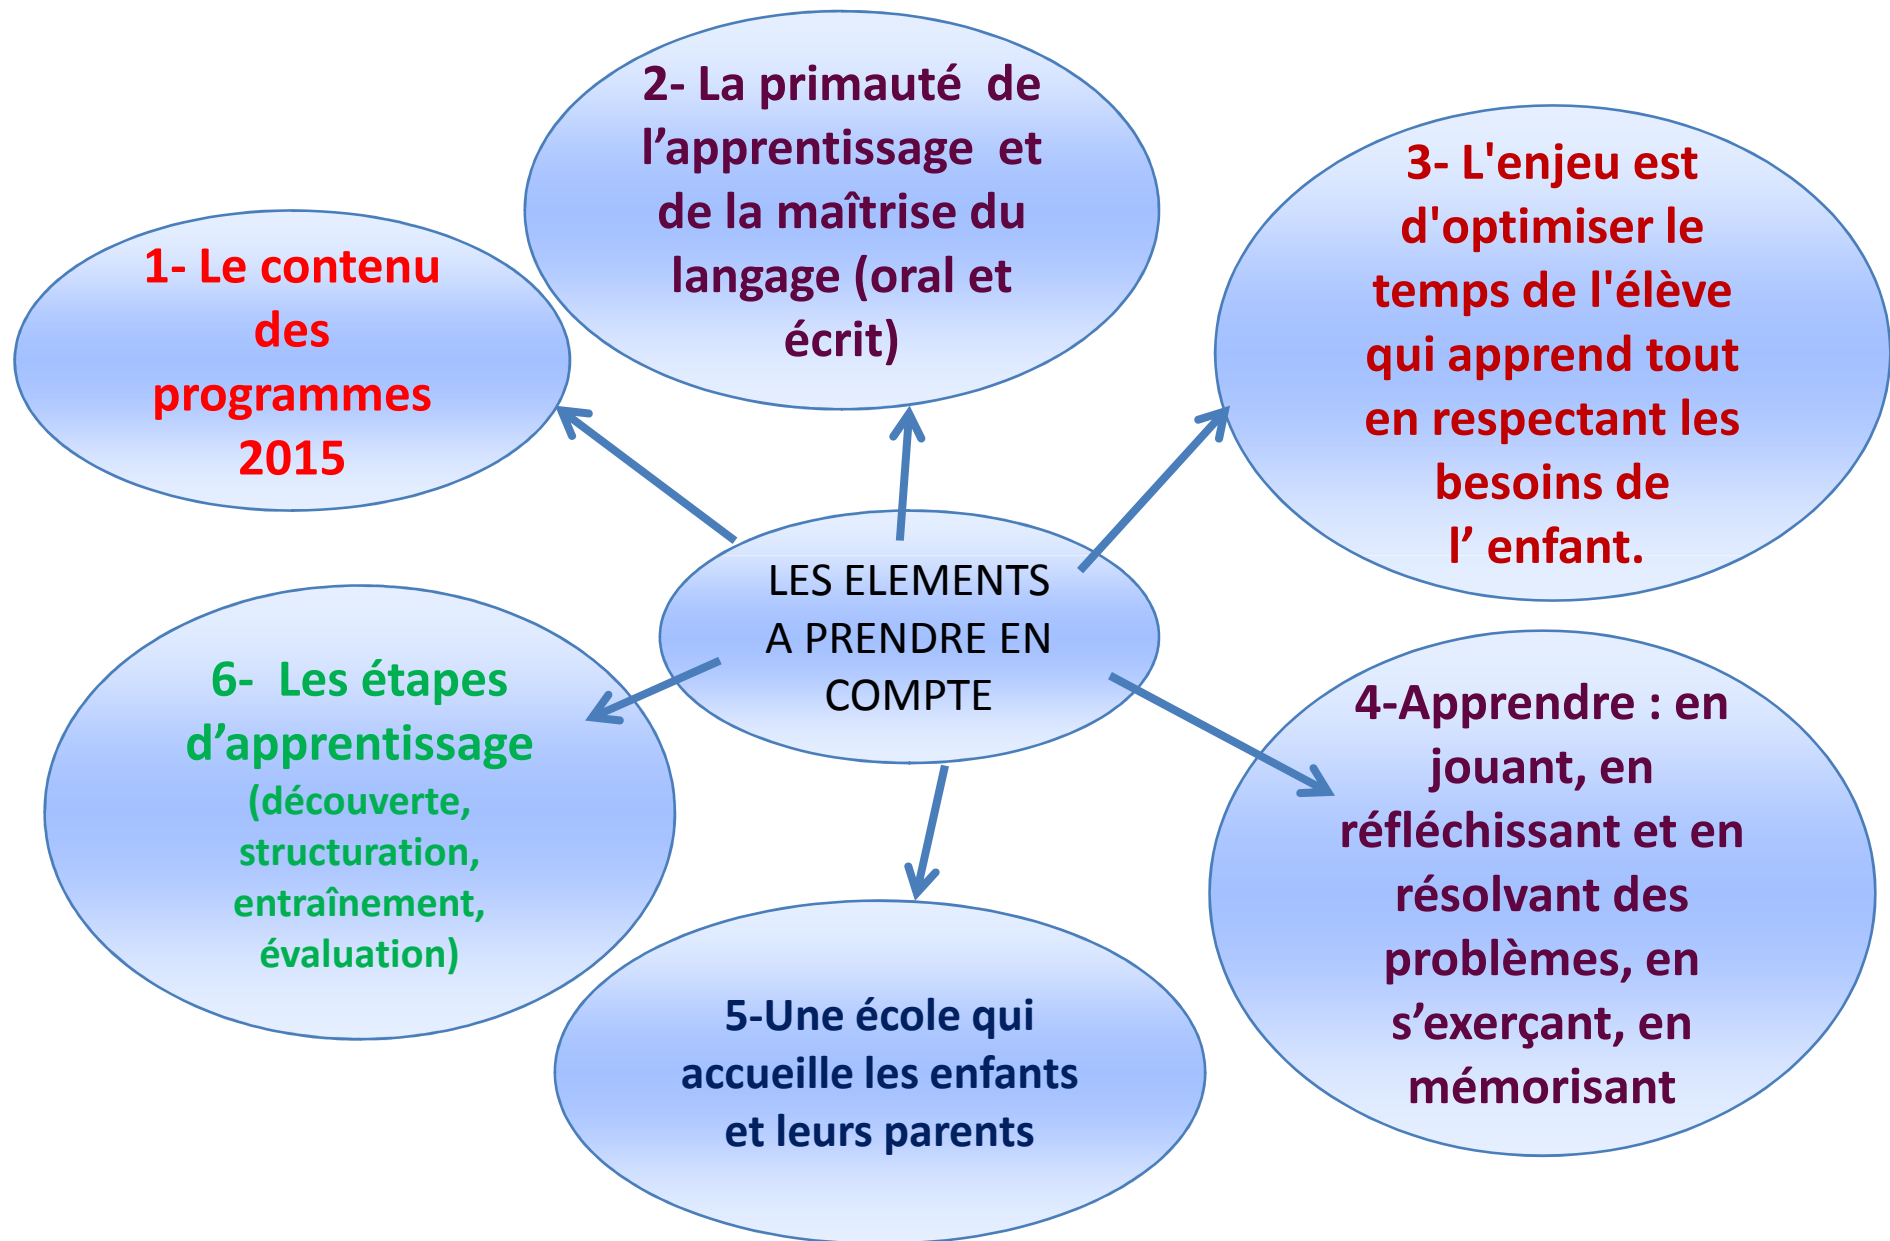 1- Le contenu
des
programmes
2015
2- La primauté  de
l’apprentissage  et
de la maîtrise du
langage (oral et
écrit)
3- L'enjeu est
d'optimiser le
temps de l'élève
qui apprend tout
en respectant les
besoins de
l’ enfant.
LES ELEMENTS
A PRENDRE EN
COMPTE
4-Apprendre : en
jouant, en
réfléchissant et en
résolvant des
problèmes, en
s’exerçant, en
mémorisant
5-Une école qui
accueille les enfants
et leurs parents
6-  Les étapes
d’apprentissage
(découverte,
structuration,
entraînement,
évaluation)